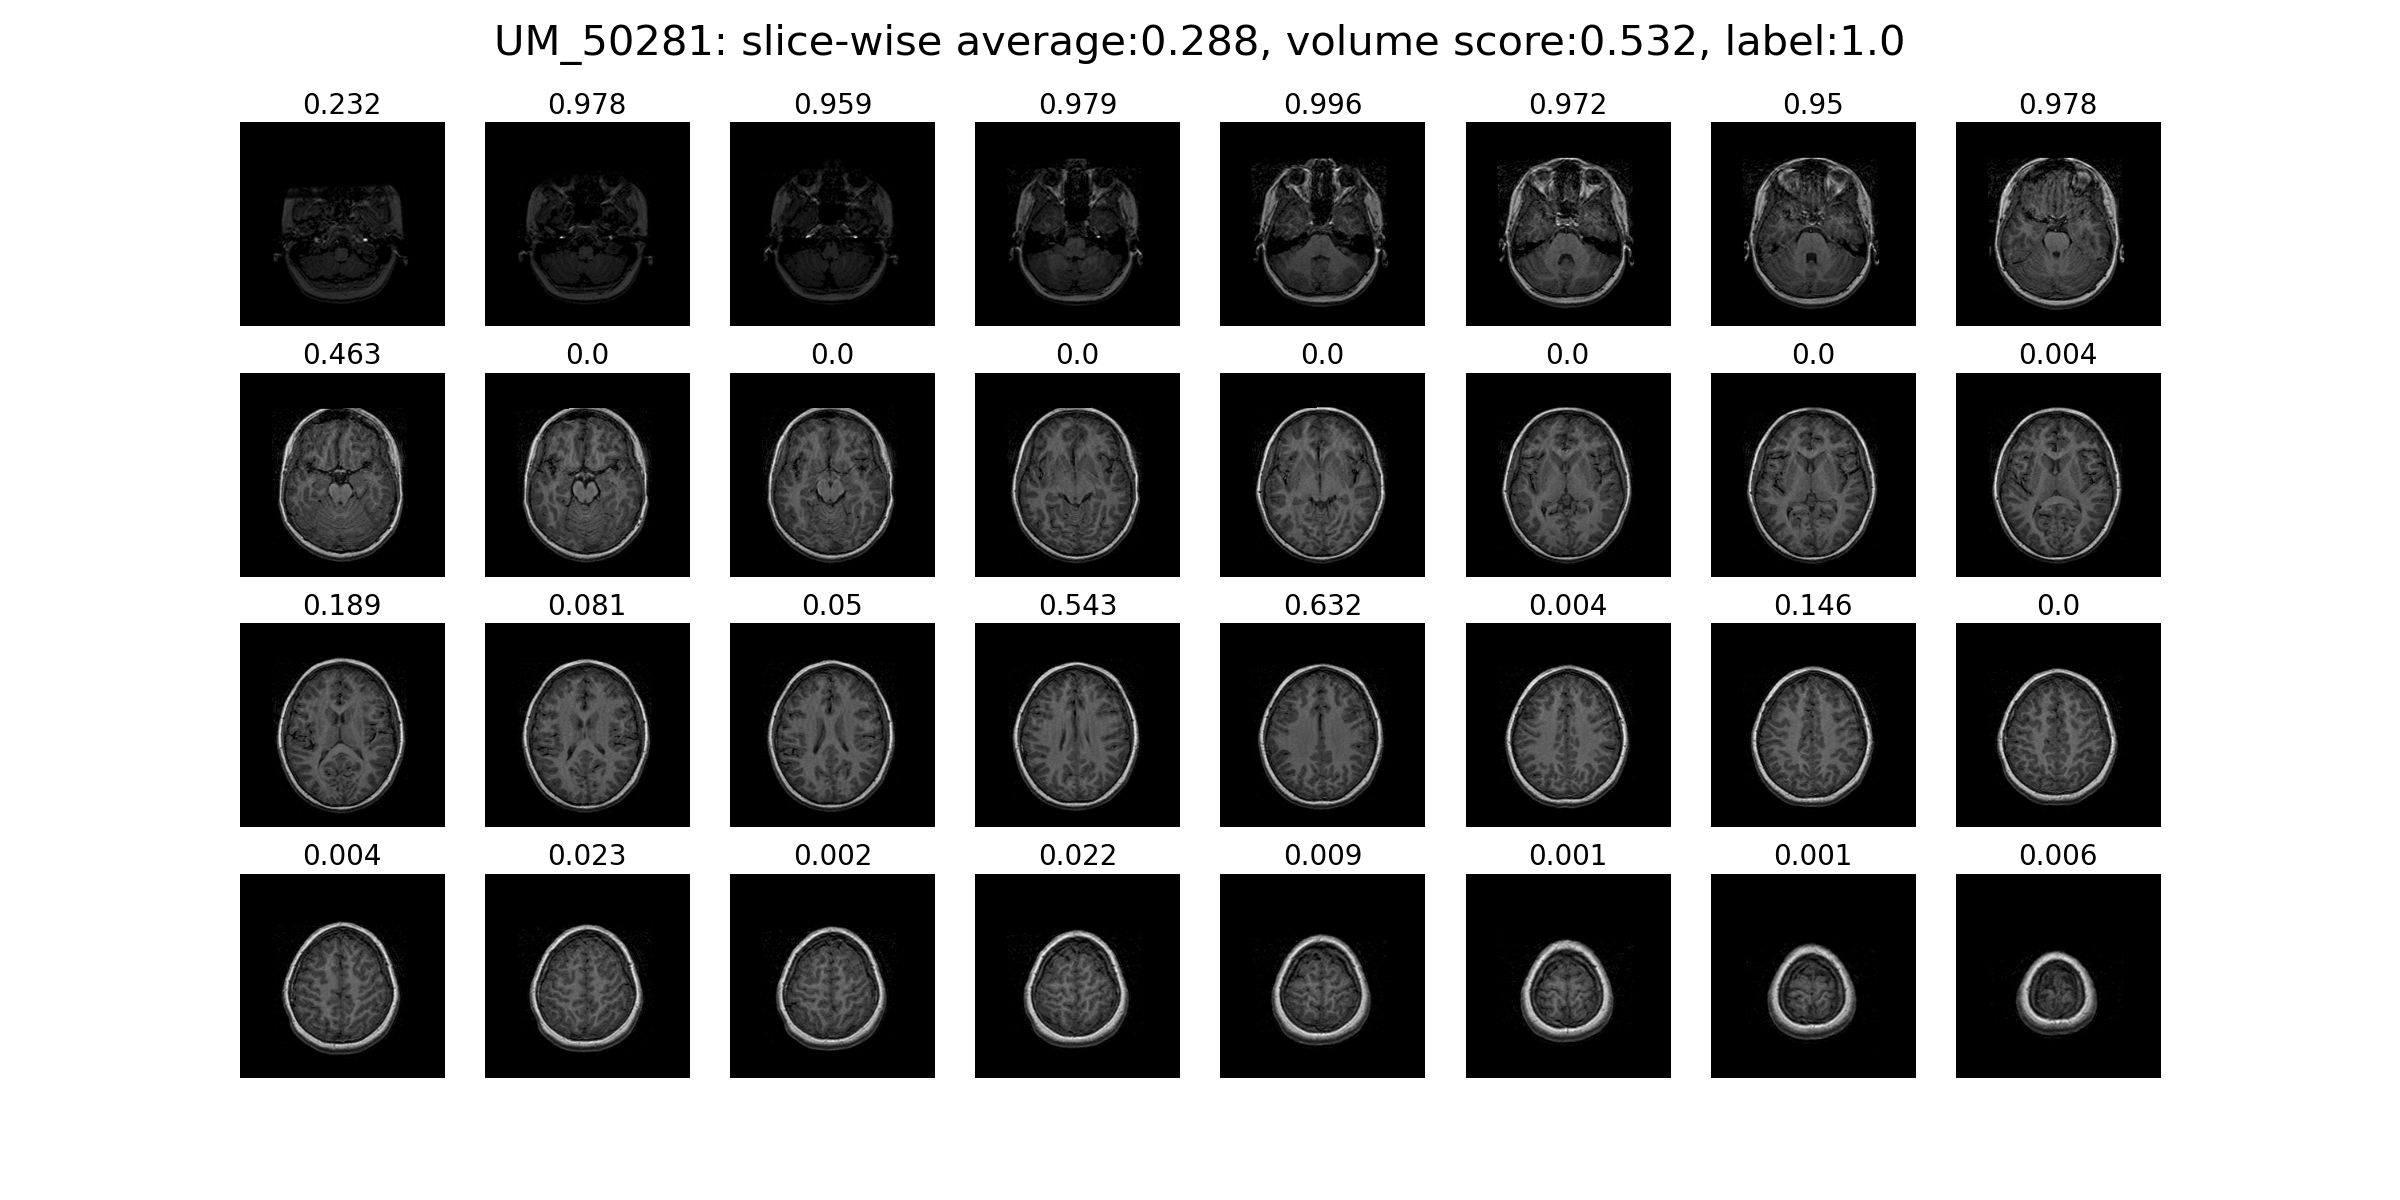 UM_50281: slice-wise average:0.288, volume score:0.532, label:1.0
0.232 0.978 0.959 0.979 0.996 0.972 0.95 0.978
0.463 0.0 0.0 0.0 0.0 0.0 0.0 0.004
0.189 0.081 0.05 0.543 0.632 0.004 0.146 0.0
0.004 0.023 0.002 0.022 0.009 0.001 0.001 0.006